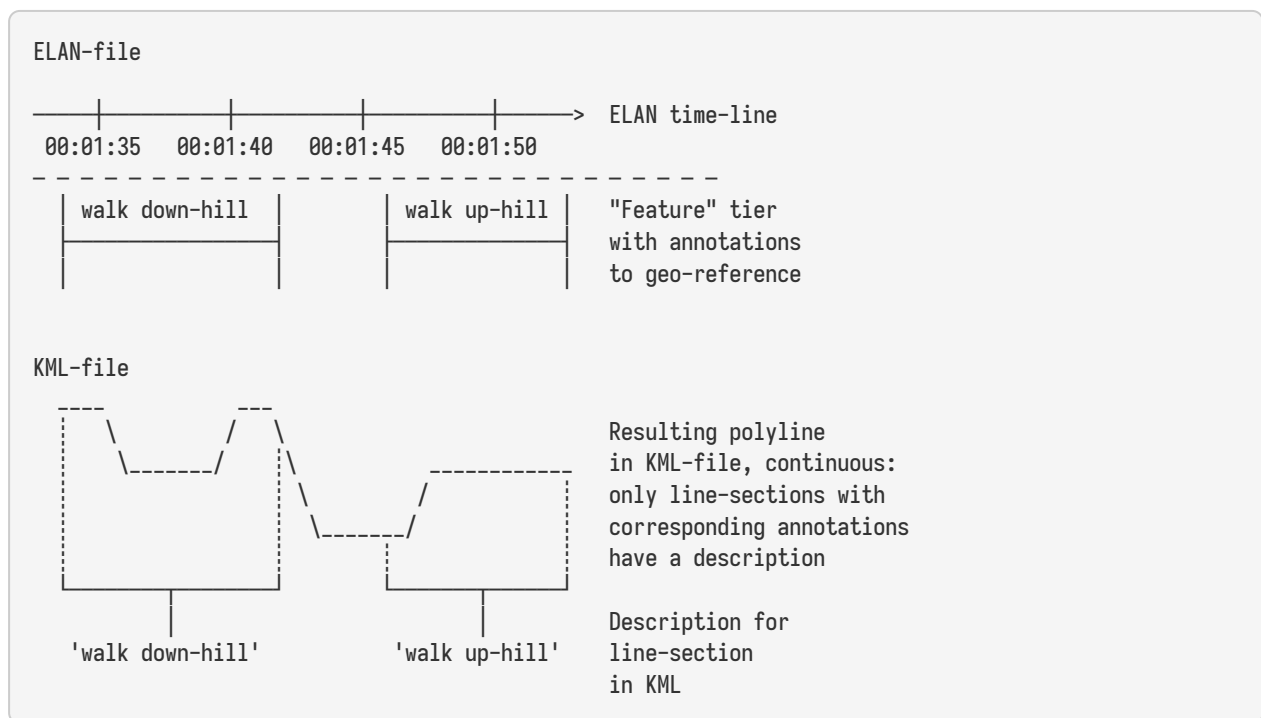 ELAN-file
ELAN time-line
00:01:35 00:01:40 00:01:45 00:01:50
walk down-hill walk up-hill "Feature" tier
with annotations
to geo-reference
KML-file
Resulting polyline
in KML-file, continuous:
only line-sections with
corresponding annotations
have a description
Description for
'walk down-hill' 'walk up-hill' line-section
in KML